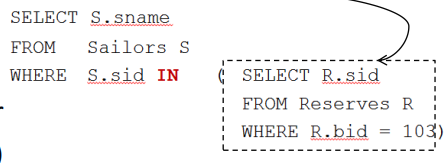 SELECT S.sname
FROM Sailors S
WHERE S.sid IN ( SELECT R.sid
FROM Reserves R
WHERE R.bid = 103)